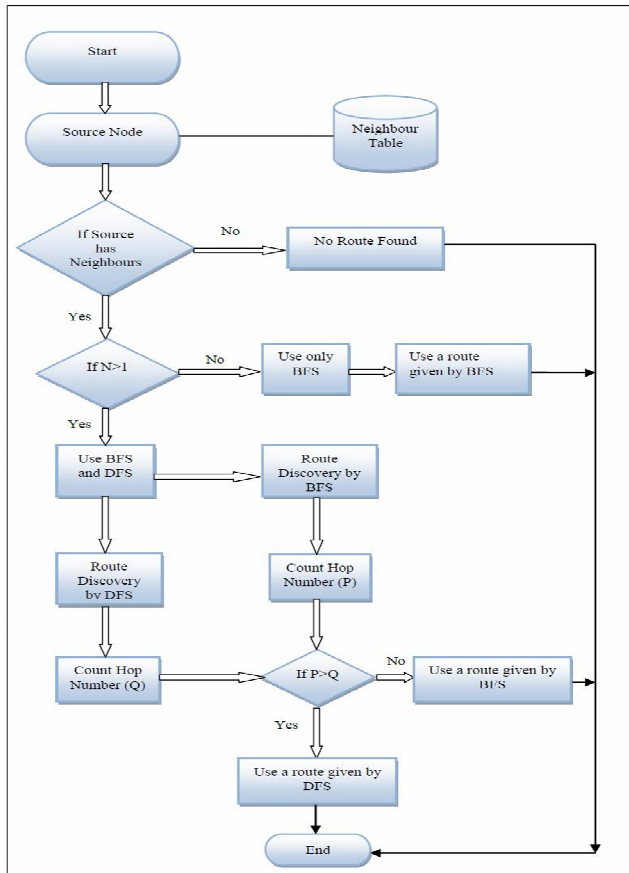 Start
Source Node
Neighbour
Table
If Source
has
Neighbours
No
No Route Found
Yes
If N>1
No
Use only
BFS
Use a route
given by BFS
Yes
Use BFS
and DFS
Route
Discovery by
BFS
Route
Discovery
by DFS
Count Hop
Number (P)
Count Hop
Number (Q)
If P>Q
No
Use a route given by
BFS
Yes
Use a route given by
DFS
End